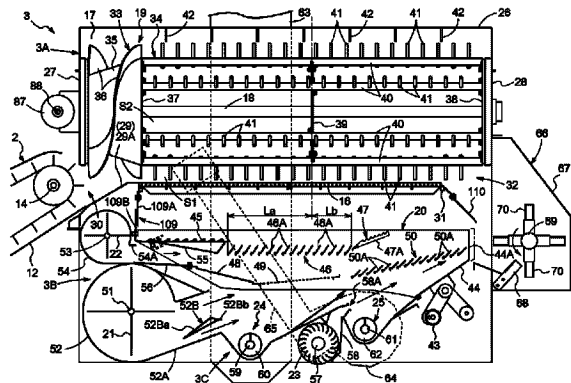 17 33 19 34 42 41 42 63 41 42 41 42 26
3
3A 35
27 36 28
88 37 18 40 41 38
87 S2
(29) 39 66
29A 41 40 67
2
109B 32
14 109A S1 16 41 31 110
109 45 La Lb 20 70
30 46A 46A 47 50 59
53 54A 47A 50A 44A
22 55 50A 70
12 54 56 48 49 46 58A 44 68
3B 51 52Bb 24 25
52B
52 52Ba 65 61 43
21 59 60 23 62
52A 3C 57 58 64